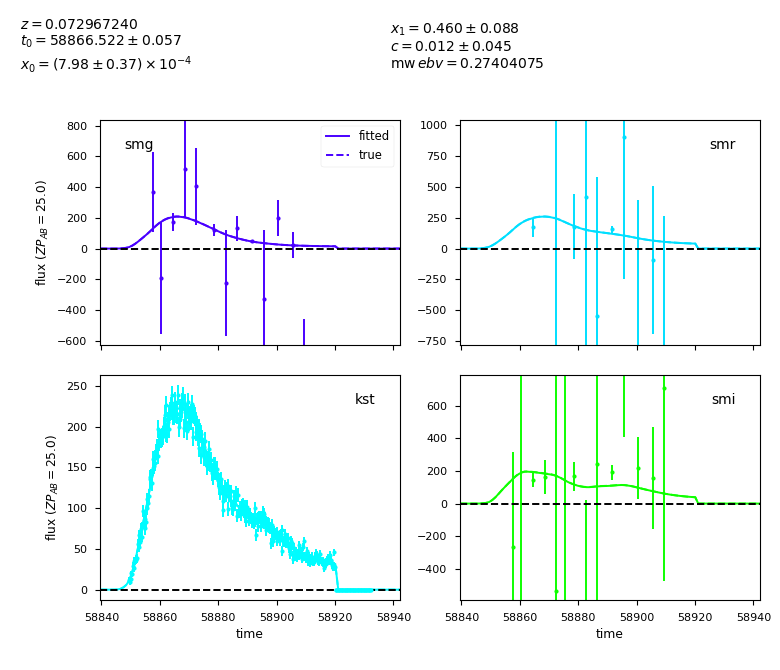 z = 0.072967240
t₀ = 58866.522 ± 0.057
x₀ = (7.98 ± 0.37) × 10⁻⁴
x₁ = 0.460 ± 0.088
c = 0.012 ± 0.045
mw ebv = 0.27404075
smg
fitted
true
800
600
400
200
0
−200
−400
−600
flux (ZP_AB = 25.0)
smr
1000
750
500
250
0
−250
−500
−750
kst
250
200
150
100
50
0
flux (ZP_AB = 25.0)
58840 58860 58880 58900 58920 58940
time
smi
600
400
200
0
−200
−400
58840 58860 58880 58900 58920 58940
time